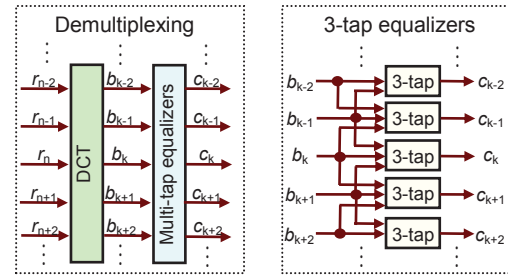 Demultiplexing
r_{n-2}
b_{k-2}
c_{k-2}
r_{n-1}
b_{k-1}
c_{k-1}
r_n
b_k
c_k
r_{n+1}
b_{k+1}
c_{k+1}
r_{n+2}
b_{k+2}
c_{k+2}
DCT
Multi-tap equalizers
3-tap equalizers
b_{k-2}
3-tap
c_{k-2}
b_{k-1}
3-tap
c_{k-1}
b_k
3-tap
c_k
b_{k+1}
3-tap
c_{k+1}
b_{k+2}
3-tap
c_{k+2}